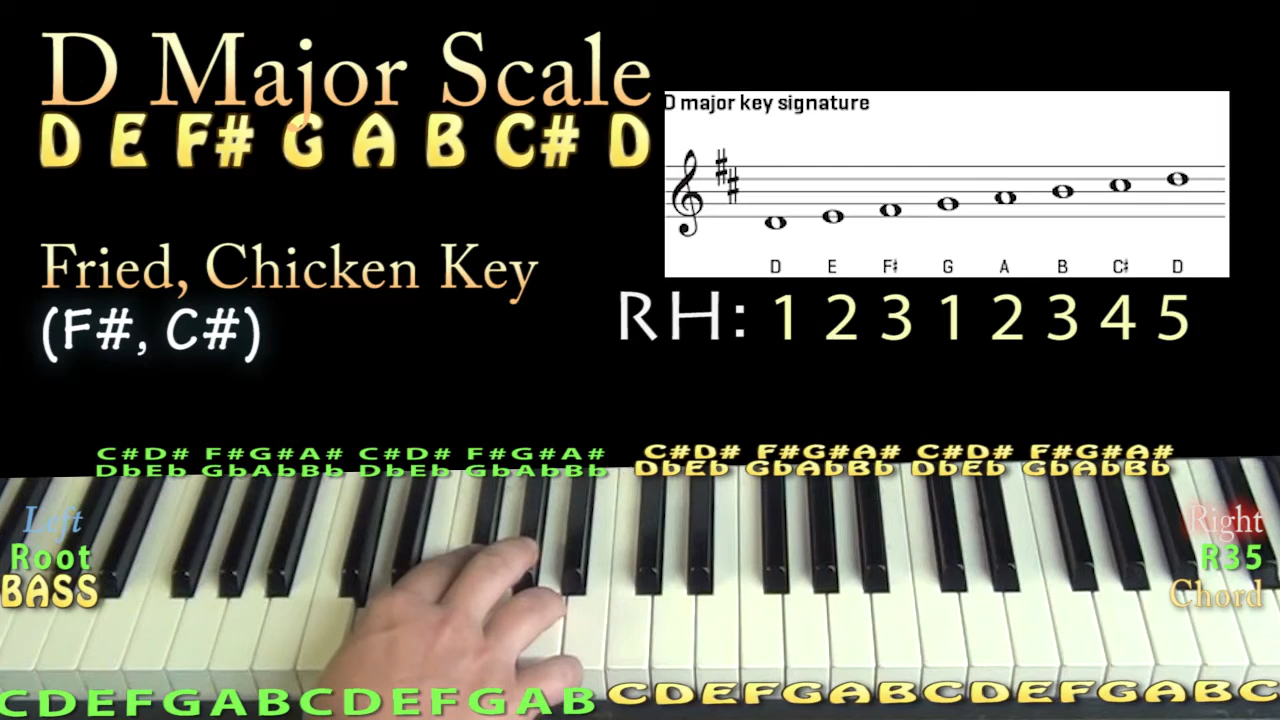 D Major Scale
D E F# G A B C# D
D major key signature
D E F♯ G A B C♯ D
Fried, Chicken Key
(F#, C#)
RH: 1 2 3 1 2 3 4 5
C#D# F#G#A# C#D# F#G#A# C#D# F#G#A# C#D# F#G#A#
DbEb GbAbBb DbEb GbAbBb DbEb GbAbBb DbEb GbAbBb
Left
Root
BASS
Right
R35
Chord
CDEFGABCDEFGAB CDEFGABCDEFGABC